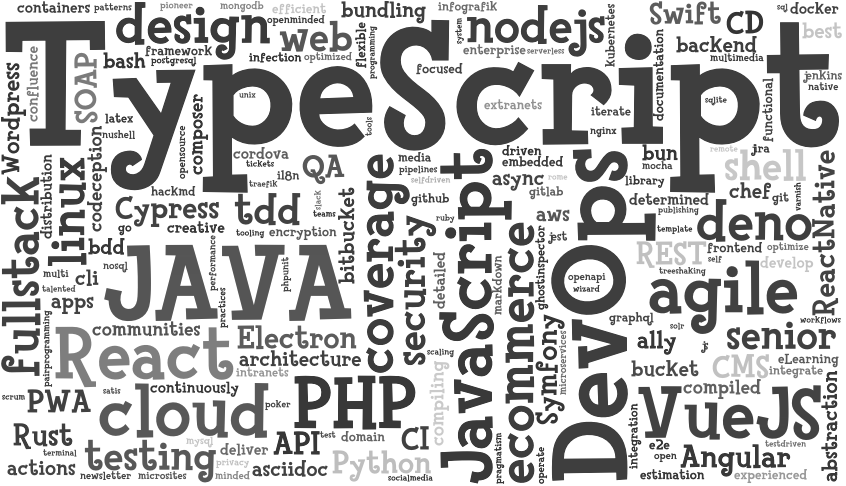 containers
patterns
pioneer
mongodb
efficient
bundling
infografik
Swift
CD
sql
docker
design
openminded
web
flexible
programming
system
nodejs
kubernetes
best
framework
postgresql
infection
optimized
enterprise
serverless
backend
multimedia
bash
TypeScript
Wordpress
confluence
SOAP
focused
documentation
functional
jenkins
native
latex
nushell
unix
composer
opensource
tools
extranets
iterate
nginx
sqlite
codeception
cordova
tickets
QA
media
pipelines
driven
embedded
bun
mocha
remote
jra
shell
fullstack
distribution
linux
hackmd
traefik
i18n
slack
selfdriven
async
rome
gitlab
library
determined
chef
git
varnish
ReactNative
Cypress
go
creative
tdd
tooling
encryption
teams
bitbucket
coverage
github
ruby
JavaScript
aws
jest
DevOps
publishing
template
deno
bdd
nosql
JAVA
performance
practices
phpunit
security
detailed
markdown
ecommerce
ghostinspector
openapi
wizard
REST
frontend
self
optimize
treeshaking
develop
multi
talented
cli
apps
agile
pairprogramming
communities
React
Electron
architecture
intranets
scaling
Symfony
microservices
graphql
solr
ally
js
senior
workflows
CMS
eLearning
integrate
scrum
PWA
satis
continuously
cloud
poker
PHP
compiling
bucket
compiled
VueJS
abstraction
Rust
terminal
mysql
deliver
API
test
domain
CI
pragmatism
operate
integration
e2e
open
testdriven
Angular
actions
testing
newsletter
microsites
privacy
minded
asciidoc
Python
socialmedia
estimation
experienced